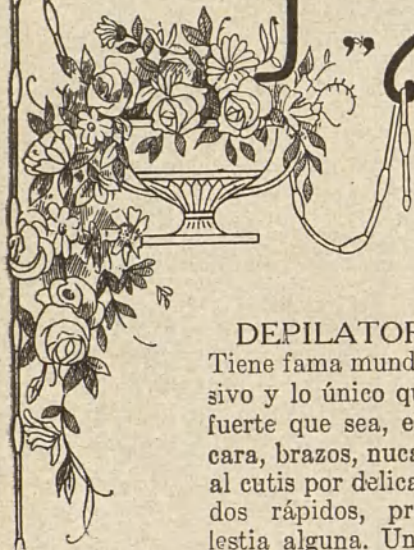 DEPILATOR
Tiene fama mund
sivo y lo único qu
fuerte que sea, e
cara, brazos, nuca
al cutis por delica
dos rápidos, pr
lestia alguna. Un